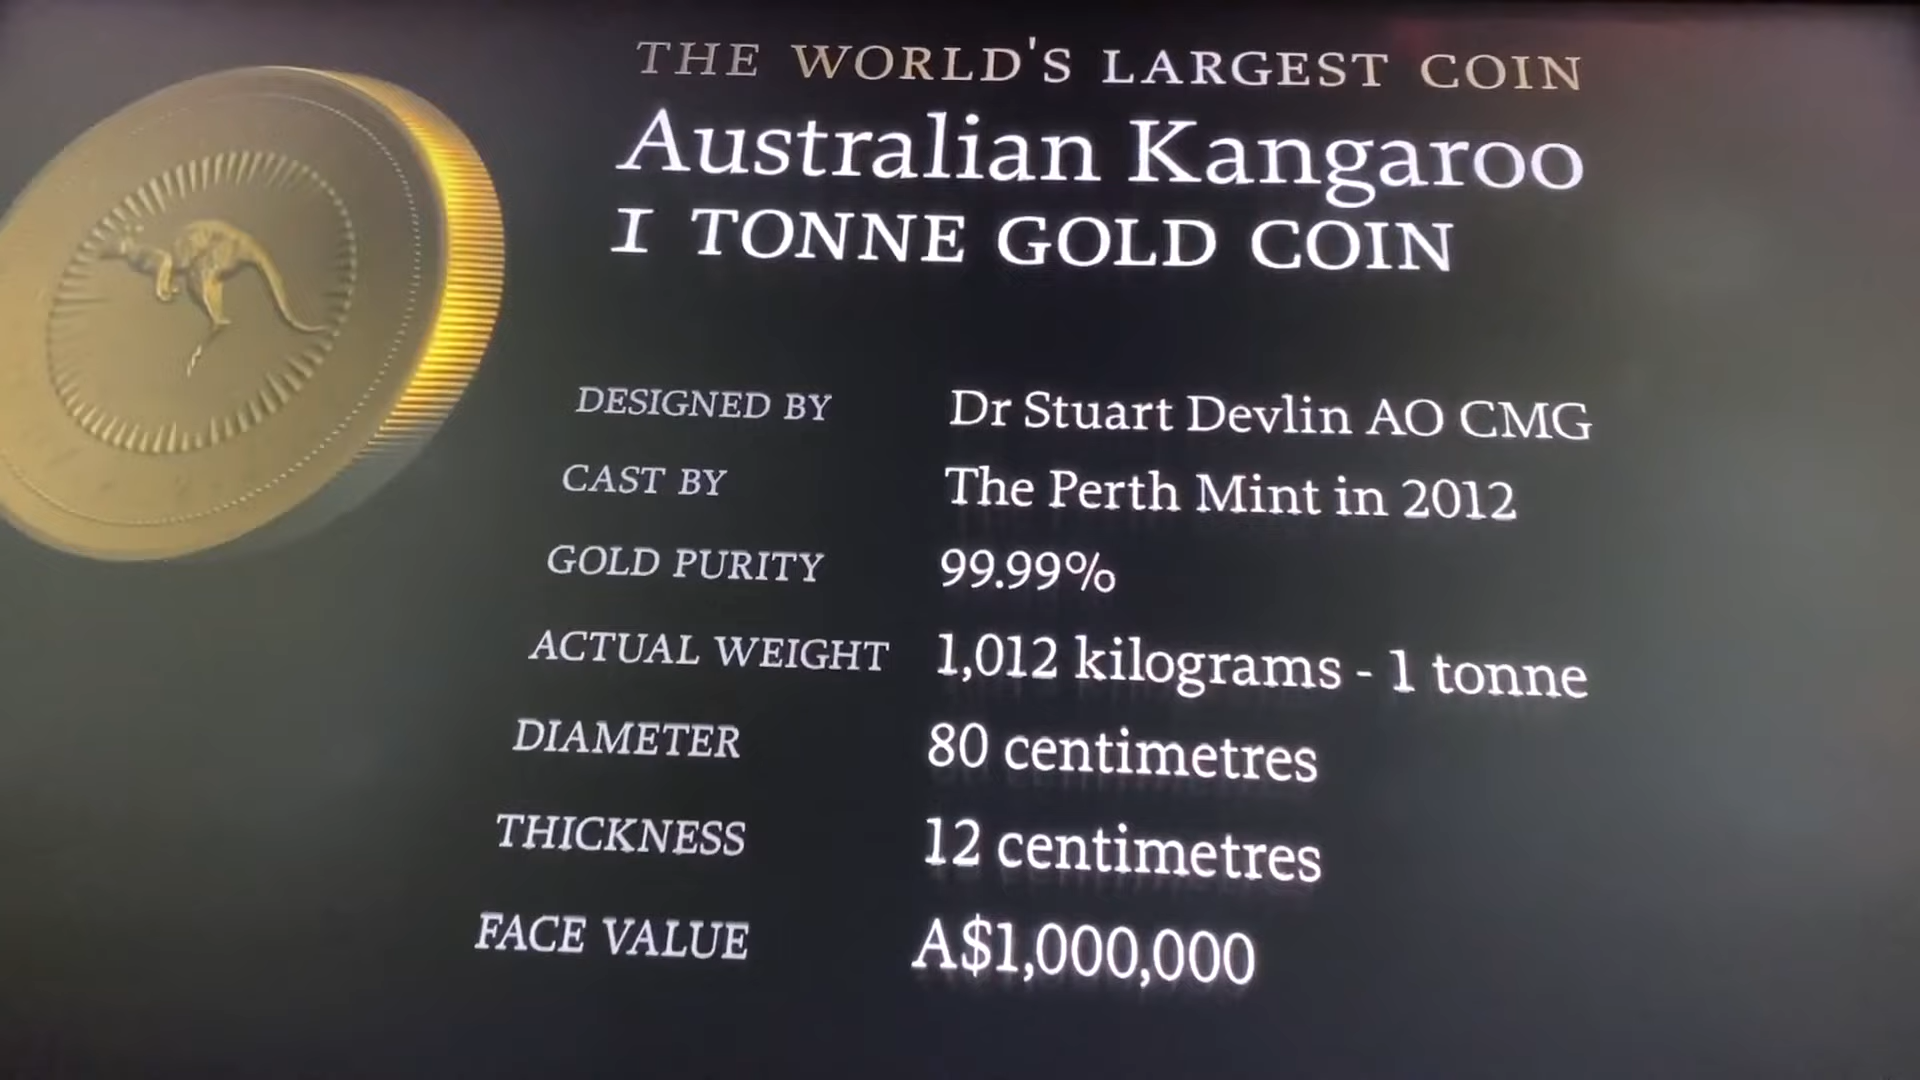 THE WORLD'S LARGEST COIN
Australian Kangaroo
1 TONNE GOLD COIN
DESIGNED BY Dr Stuart Devlin AO CMG
CAST BY The Perth Mint in 2012
GOLD PURITY 99.99%
ACTUAL WEIGHT 1,012 kilograms - 1 tonne
DIAMETER 80 centimetres
THICKNESS 12 centimetres
FACE VALUE A$1,000,000